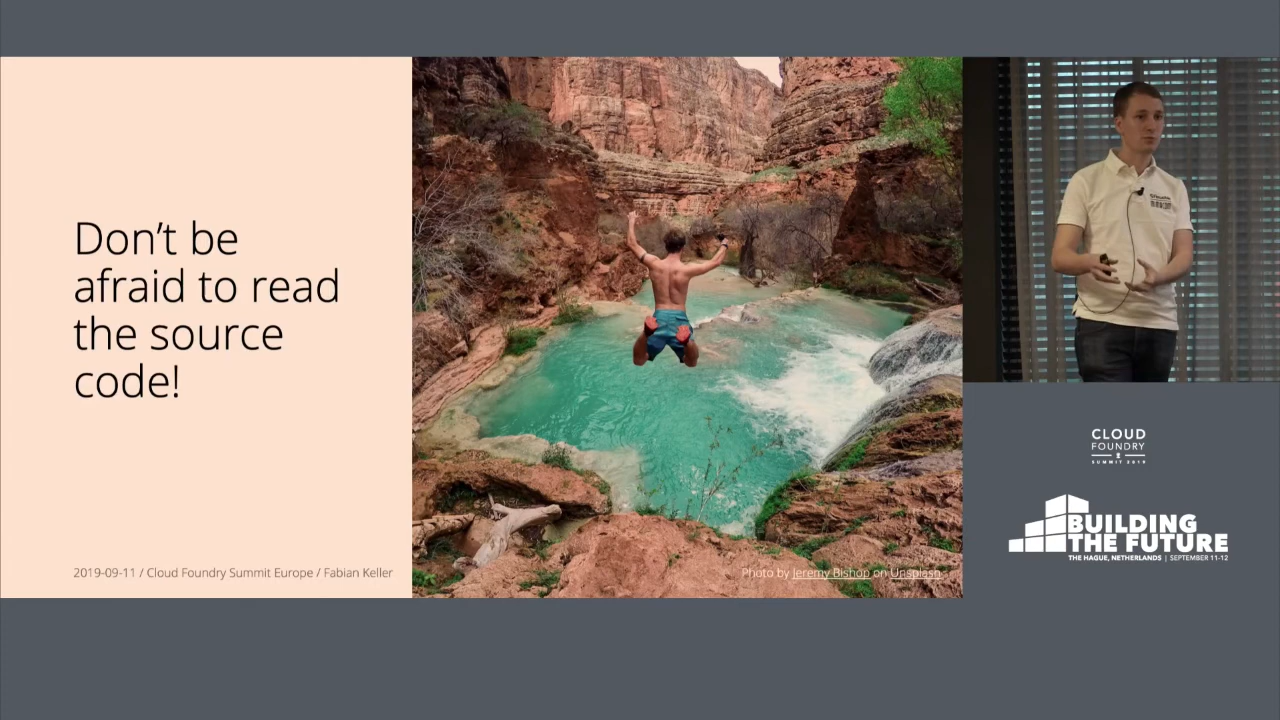 Don’t be
afraid to read
the source
code!
2019-09-11 / Cloud Foundry Summit Europe / Fabian Keller
Photo by Jeremy Bishop on Unsplash
CLOUD
FOUNDRY
SUMMIT 2019
BUILDING
THE FUTURE
THE HAGUE, NETHERLANDS | SEPTEMBER 11-12